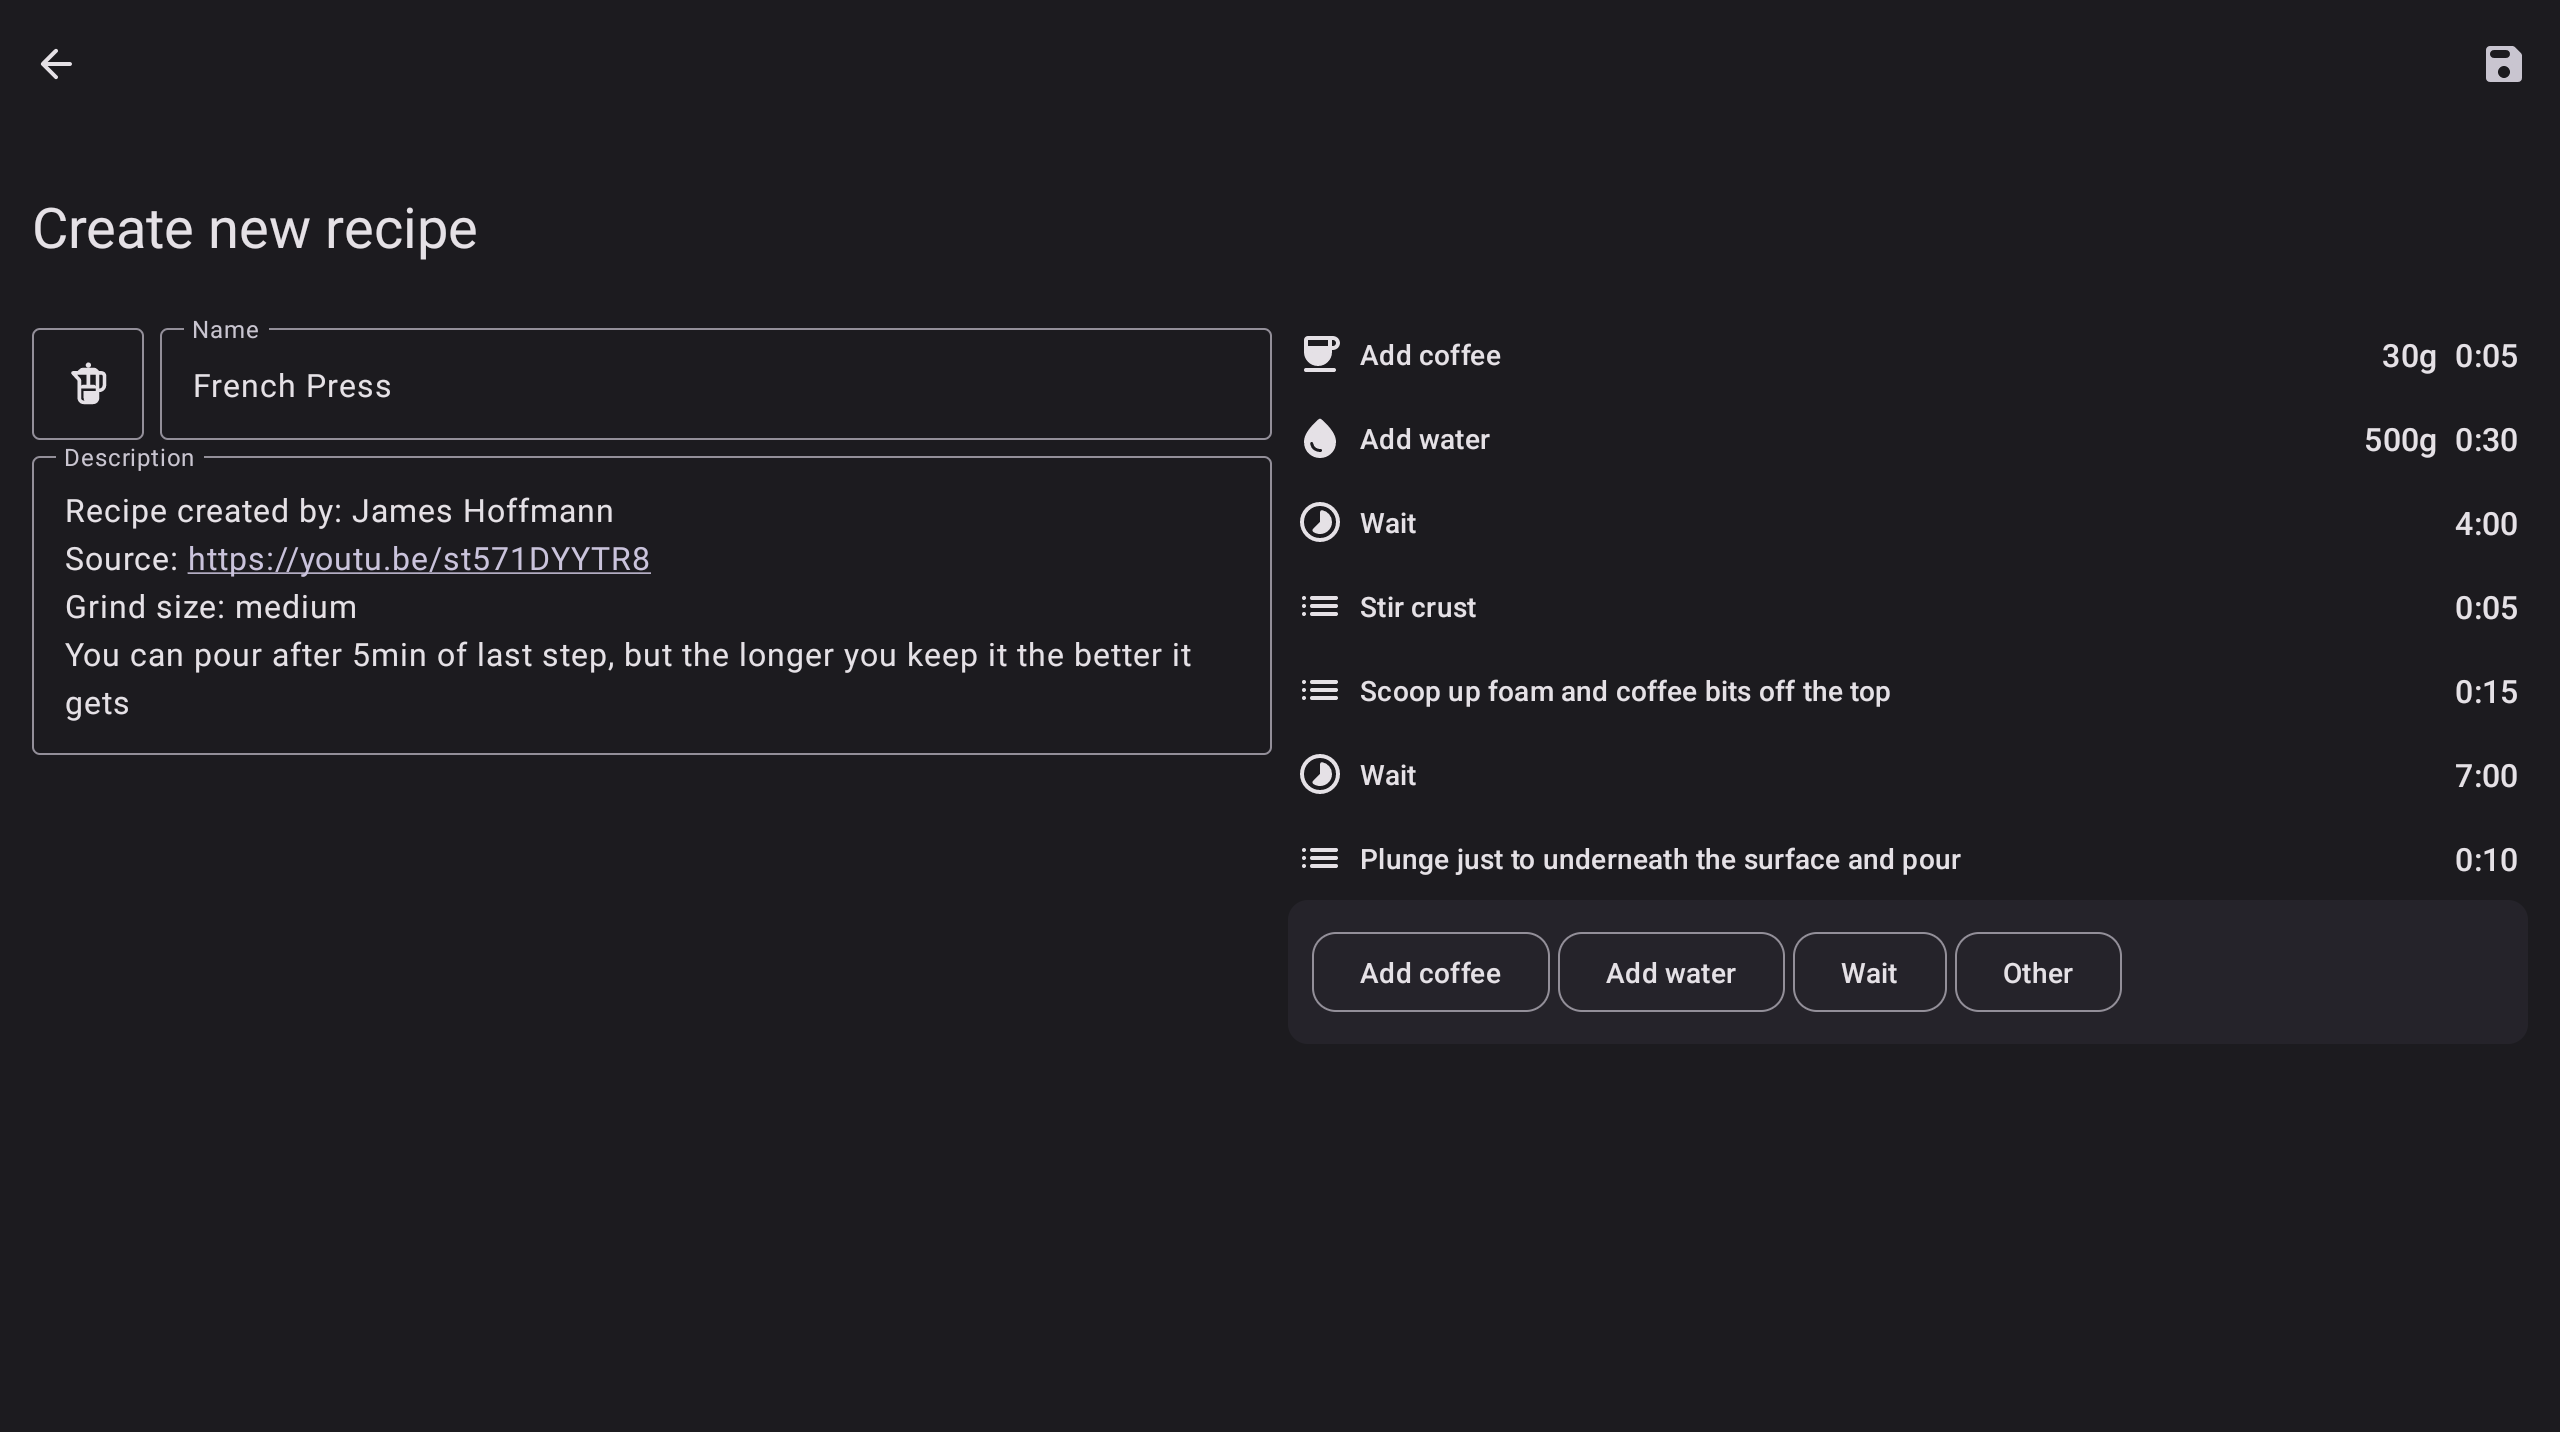 Create new recipe
Name
French Press
Description
Recipe created by: James Hoffmann
Source: https://youtu.be/st571DYYTR8
Grind size: medium
You can pour after 5min of last step, but the longer you keep it the better it
gets
Add coffee 30g 0:05
Add water 500g 0:30
Wait 4:00
Stir crust 0:05
Scoop up foam and coffee bits off the top 0:15
Wait 7:00
Plunge just to underneath the surface and pour 0:10
Add coffee Add water Wait Other